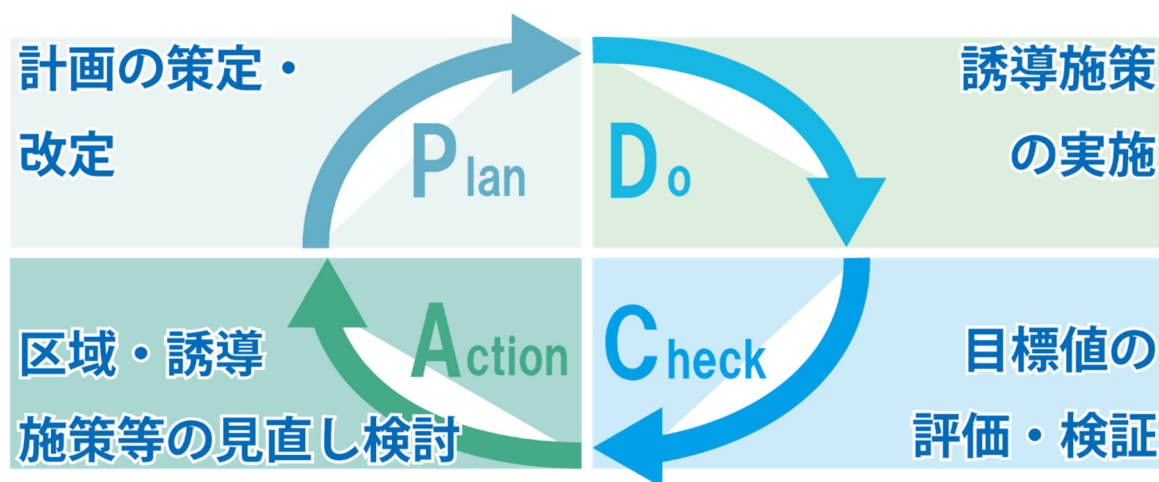 計画の策定・
改定
Plan
Do
誘導施策
の実施
区域・誘導
施策等の見直し検討
Action
Check
目標値の
評価・検証